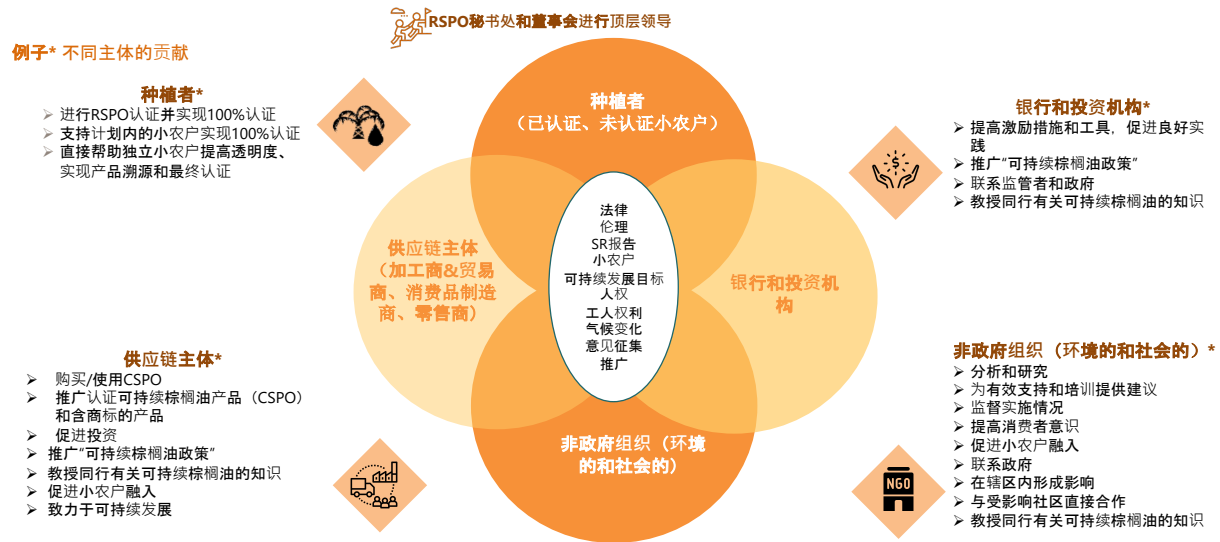 RSPO秘书处和董事会进行顶层领导
例子* 不同主体的贡献
种植者*
进行RSPO认证并实现100%认证
支持计划内的小农户实现100%认证
直接帮助独立小农户提高透明度、
实现产品溯源和最终认证
种植者
（已认证、未认证小农户）
银行和投资机构*
提高激励措施和工具，促进良好实
践
推广“可持续棕榈油政策”
联系监管者和政府
教授同行有关可持续棕榈油的知识
供应链主体
（加工商&贸易
商、消费品制造
商、零售商）
法律
伦理
SR报告
小农户
可持续发展目标
人权
工人权利
气候变化
意见征集
推广
银行和投资机
构
供应链主体*
购买/使用CSPO
推广认证可持续棕榈油产品（CSPO）
和含商标的产品
促进投资
推广“可持续棕榈油政策”
教授同行有关可持续棕榈油的知识
促进小农户融入
致力于可持续发展
非政府组织（环境
的和社会的）
非政府组织（环境的和社会的）*
分析和研究
为有效支持和培训提供建议
监督实施情况
提高消费者意识
促进小农户融入
联系政府
在辖区内形成影响
与受影响社区直接合作
教授同行有关可持续棕榈油的知识
NGO